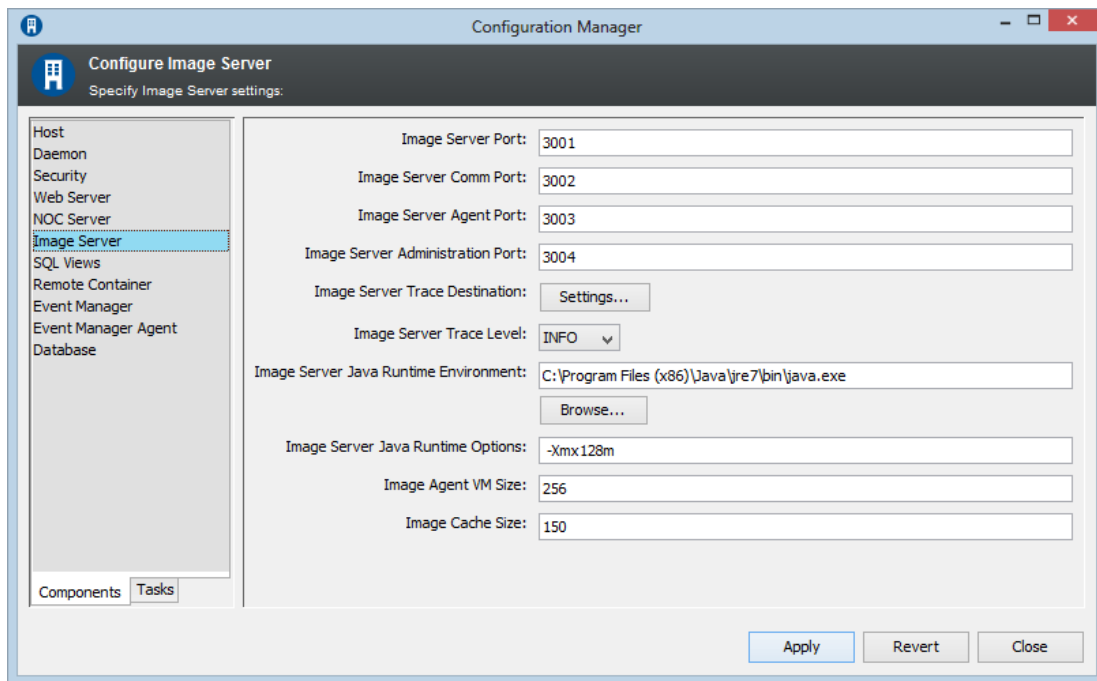 Configuration Manager
Configure Image Server
Specify Image Server settings:
Host
Daemon
Security
Web Server
NOC Server
Image Server
SQL Views
Remote Container
Event Manager
Event Manager Agent
Database
Components
Tasks
Image Server Port: 3001
Image Server Comm Port: 3002
Image Server Agent Port: 3003
Image Server Administration Port: 3004
Image Server Trace Destination: Settings...
Image Server Trace Level: INFO
Image Server Java Runtime Environment: C:\Program Files (x86)\Java\jre7\bin\java.exe
Browse...
Image Server Java Runtime Options: -Xmx128m
Image Agent VM Size: 256
Image Cache Size: 150
Apply
Revert
Close